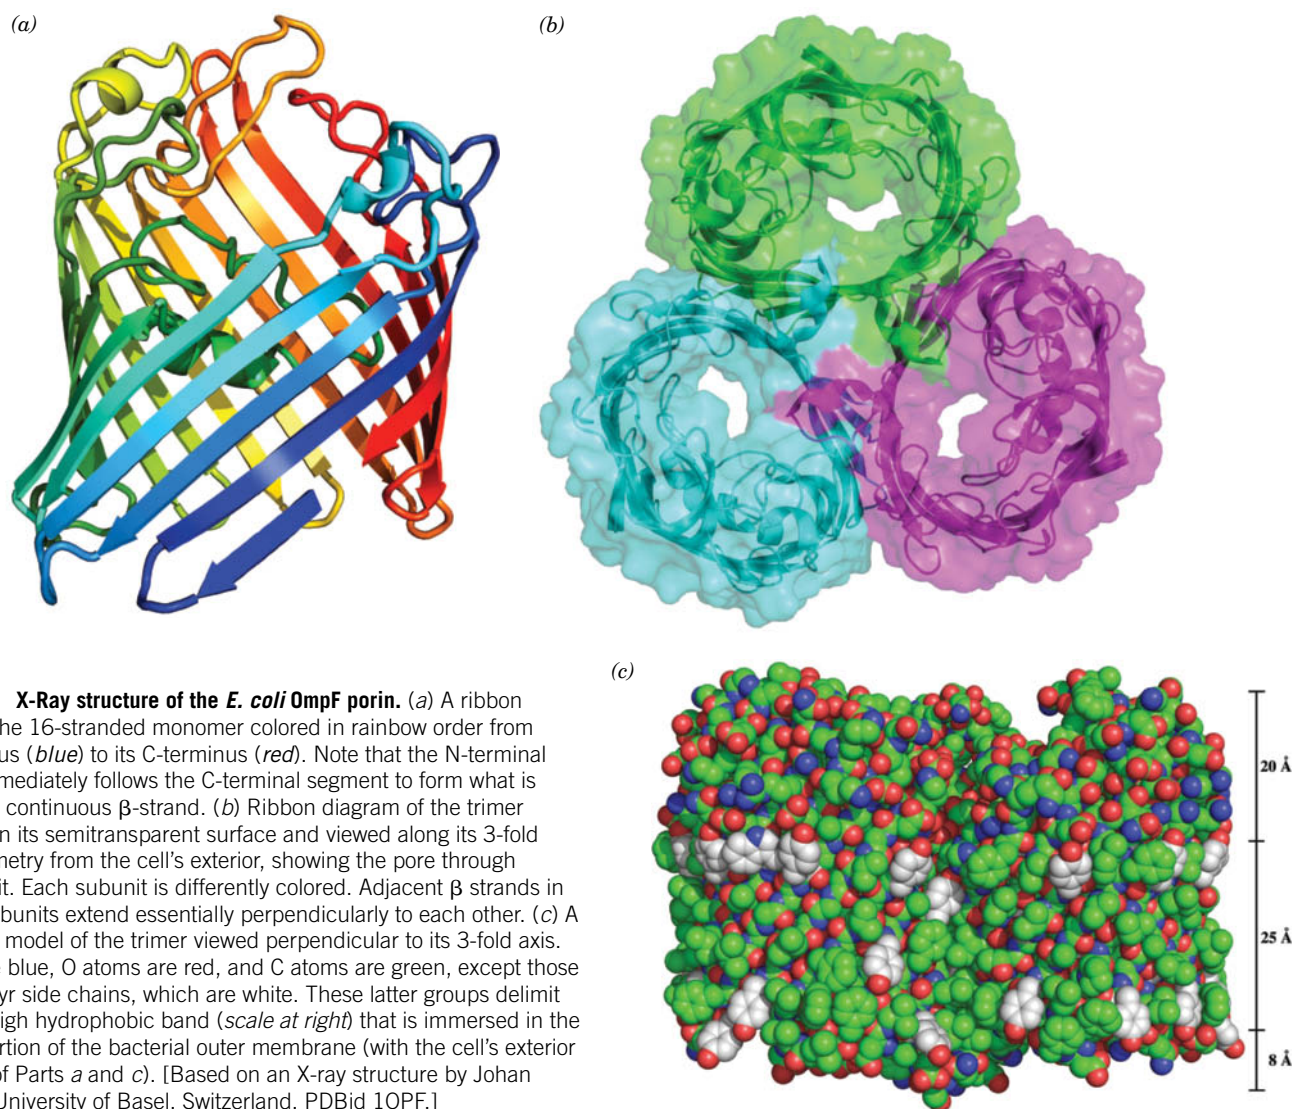 (a)
(b)
(c)
X-Ray structure of the E. coli OmpF porin. (a) A ribbon
he 16-stranded monomer colored in rainbow order from
us (blue) to its C-terminus (red). Note that the N-terminal
mediately follows the C-terminal segment to form what is
continuous β-strand. (b) Ribbon diagram of the trimer
n its semitransparent surface and viewed along its 3-fold
metry from the cell's exterior, showing the pore through
it. Each subunit is differently colored. Adjacent β strands in
bunits extend essentially perpendicularly to each other. (c) A
model of the trimer viewed perpendicular to its 3-fold axis.
e blue, O atoms are red, and C atoms are green, except those
yr side chains, which are white. These latter groups delimit
igh hydrophobic band (scale at right) that is immersed in the
rtion of the bacterial outer membrane (with the cell's exterior
of Parts a and c). [Based on an X-ray structure by Johan
University of Basel, Switzerland. PDBid 1OPF.]
20 Å
25 Å
8 Å